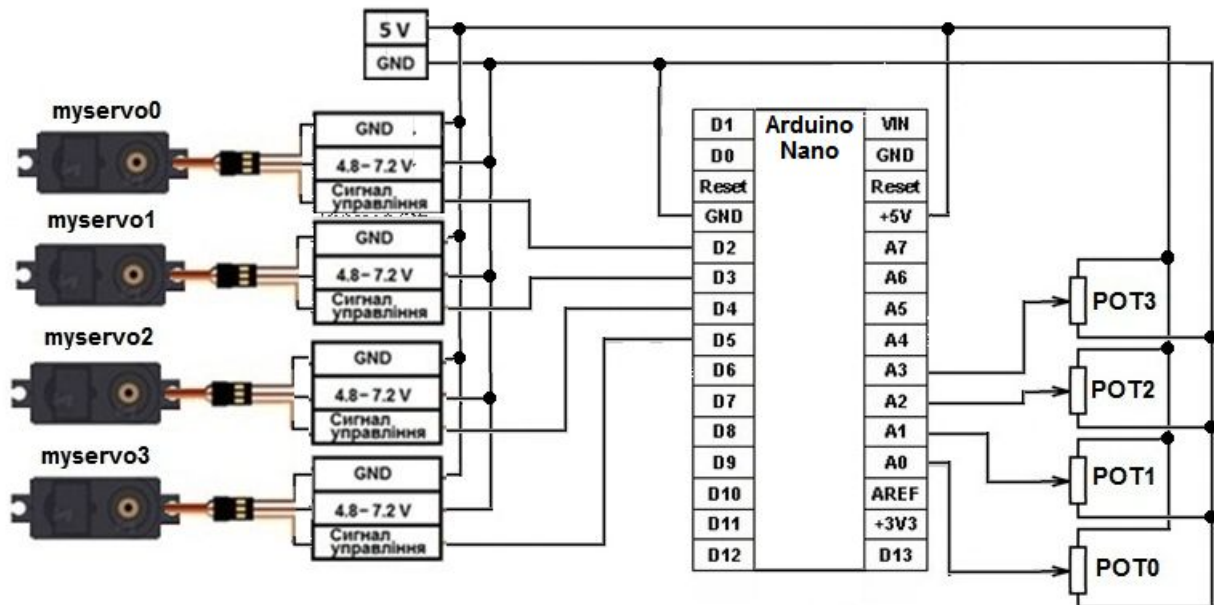 5 V
GND
myservo0
GND
4.8– 7.2 V
Сигнал
управління
myservo1
GND
4.8– 7.2 V
Сигнал
управління
myservo2
GND
4.8– 7.2 V
Сигнал
управління
myservo3
GND
4.8– 7.2 V
Сигнал
управління
Arduino
Nano
D1
D0
Reset
GND
D2
D3
D4
D5
D6
D7
D8
D9
D10
D11
D12
VIN
GND
Reset
+5V
A7
A6
A5
A4
A3
A2
A1
A0
AREF
+3V3
D13
POT3
POT2
POT1
POT0